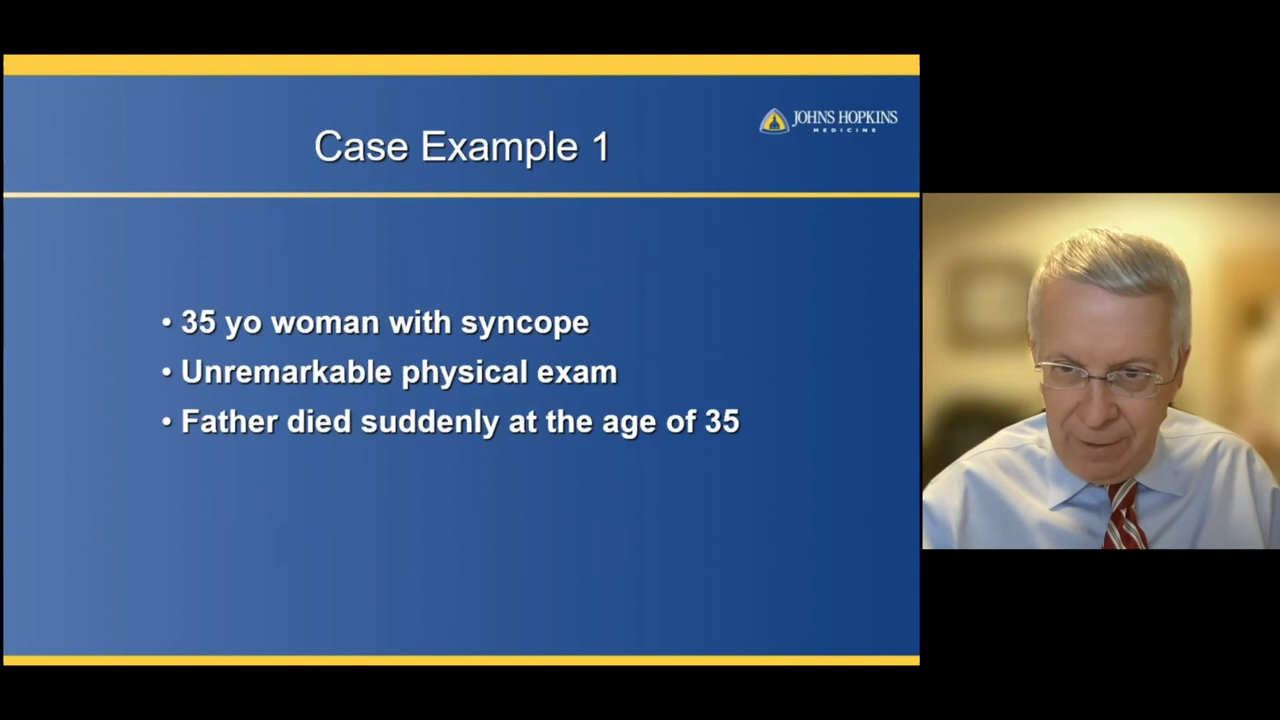 JOHNS HOPKINS
MEDICINE
Case Example 1
• 35 yo woman with syncope
• Unremarkable physical exam
• Father died suddenly at the age of 35